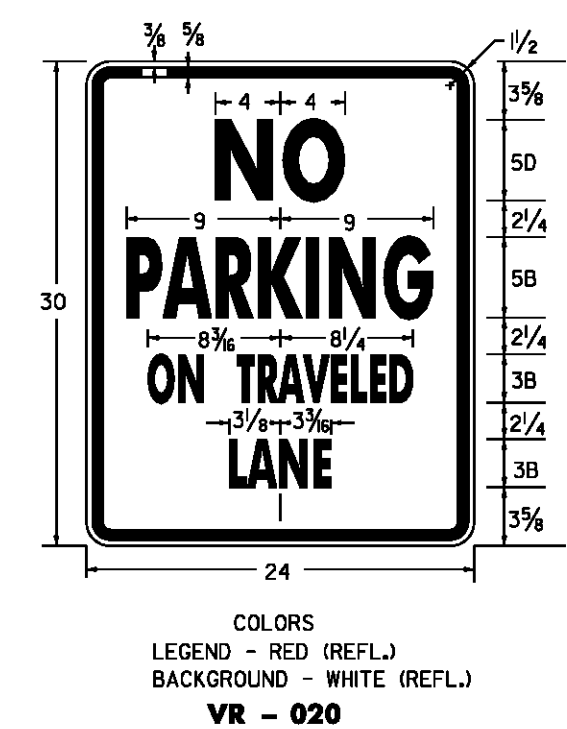 3/8 5/8 1 1/2
4 4 3 5/8
NO 5D
9 9 2 1/4
PARKING 5B
30
8 3/16 8 1/4 2 1/4
ON TRAVELED 3B
3 1/8 3 3/16 2 1/4
LANE 3B
3 5/8
24
COLORS
LEGEND - RED (REFL.)
BACKGROUND - WHITE (REFL.)
VR - 020